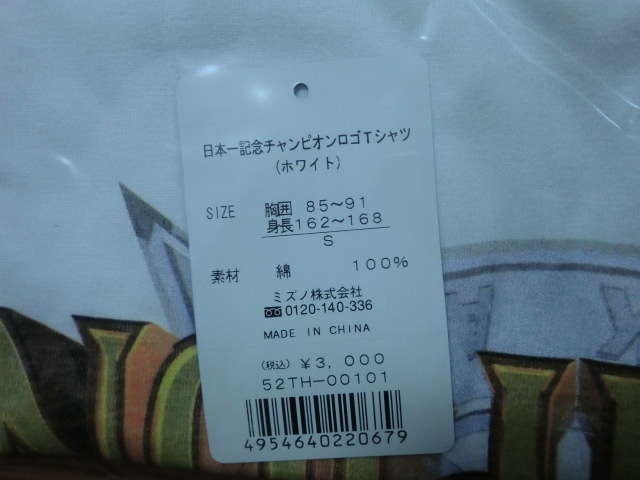 日本一記念チャンピオンロゴTシャツ
(ホワイト)
SIZE 胸囲 85～91
身長162～168
S
素材 綿 100%
ミズノ株式会社
0120-140-336
MADE IN CHINA
(税込) ¥3,000
52TH-00101
4954640220679